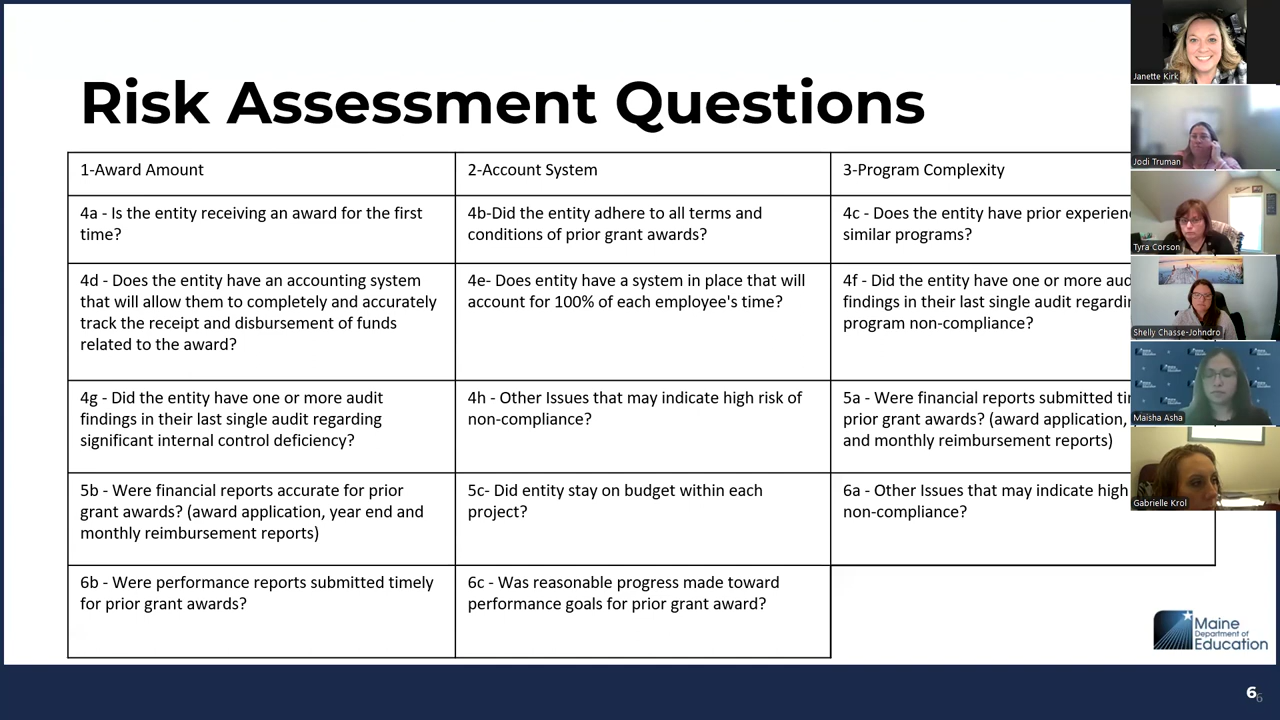 Risk Assessment Questions
1-Award Amount
2-Account System
3-Program Complexity
4a - Is the entity receiving an award for the first
time?
4b-Did the entity adhere to all terms and
conditions of prior grant awards?
4c - Does the entity have prior
similar programs?
4d - Does the entity have an accounting system
that will allow them to completely and accurately
track the receipt and disbursement of funds
related to the award?
4e- Does entity have a system in place that will
account for 100% of each employee's time?
4f - Did the entity have one or more
findings in their last single audit
program non-compliance?
4g - Did the entity have one or more audit
findings in their last single audit regarding
significant internal control deficiency?
4h - Other Issues that may indicate high risk of
non-compliance?
5a - Were financial reports submitted
prior grant awards? (award application,
and monthly reimbursement reports)
5b - Were financial reports accurate for prior
grant awards? (award application, year end and
monthly reimbursement reports)
5c- Did entity stay on budget within each
project?
6a - Other Issues that may indicate high
non-compliance?
6b - Were performance reports submitted timely
for prior grant awards?
6c - Was reasonable progress made toward
performance goals for prior grant award?
Janette Kirk
Jodi Truman
Tyra Corson
Shelly Chasse-Johndro
Maisha Asha
Gabrielle Krol
Maine
Department of
Education
6
6